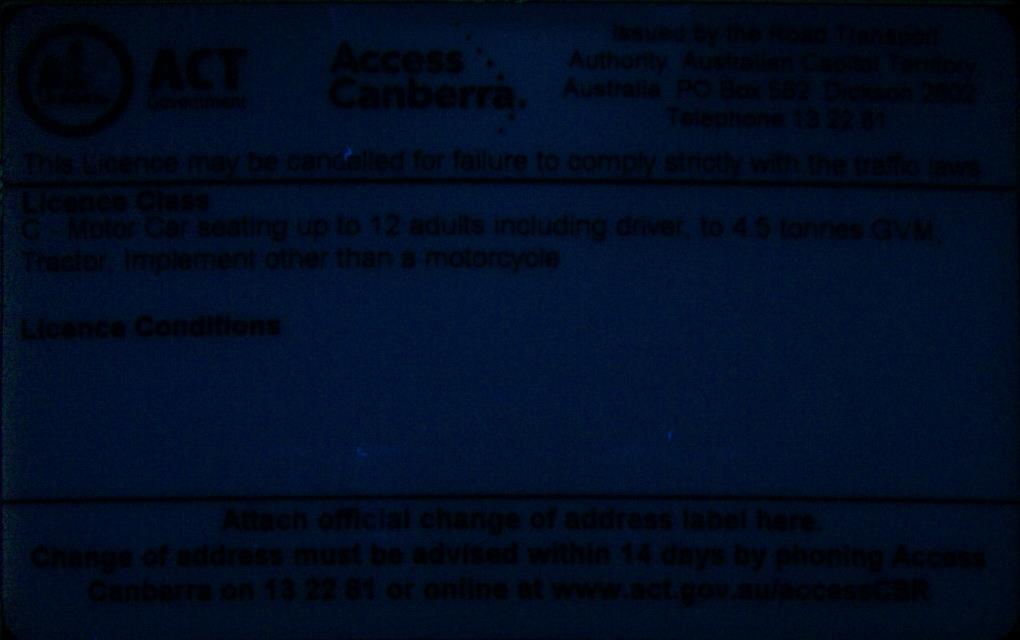 ACT
Government
Access
Canberra.
Issued by the Road Transport
Authority Australian Capital Territory
Australia PO Box 582 Dickson 2602
Telephone 13 22 81
This Licence may be cancelled for failure to comply strictly with the traffic laws
Licence Class
C - Motor Car seating up to 12 adults including driver, to 4.5 tonnes GVM,
Tractor, Implement other than a motorcycle
Licence Conditions
Attach official change of address label here.
Change of address must be advised within 14 days by phoning Access
Canberra on 13 22 81 or online at www.act.gov.au/accessCBR